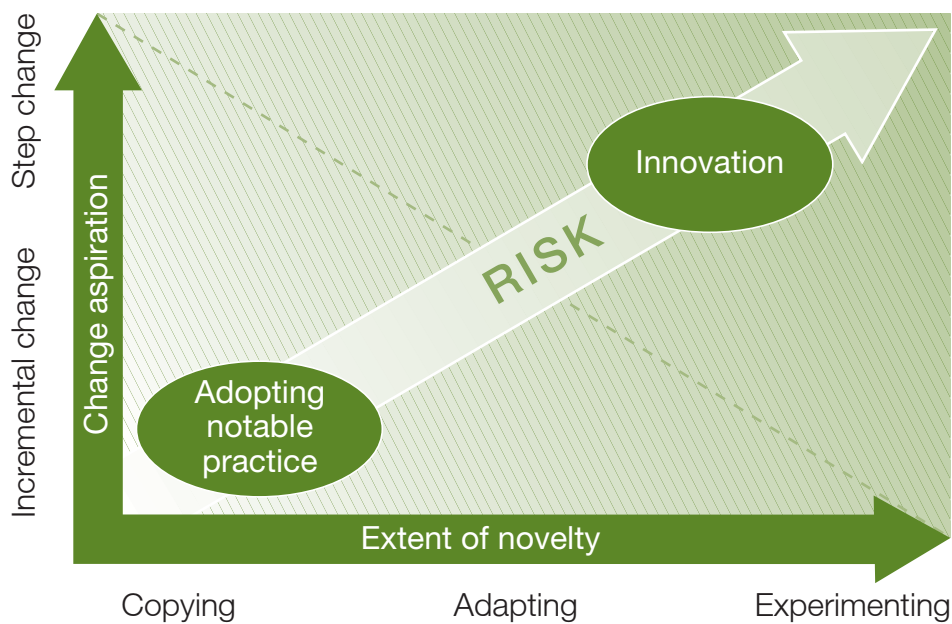 Step change
Incremental change
Change aspiration
Innovation
RISK
Adopting
notable
practice
Extent of novelty
Copying
Adapting
Experimenting